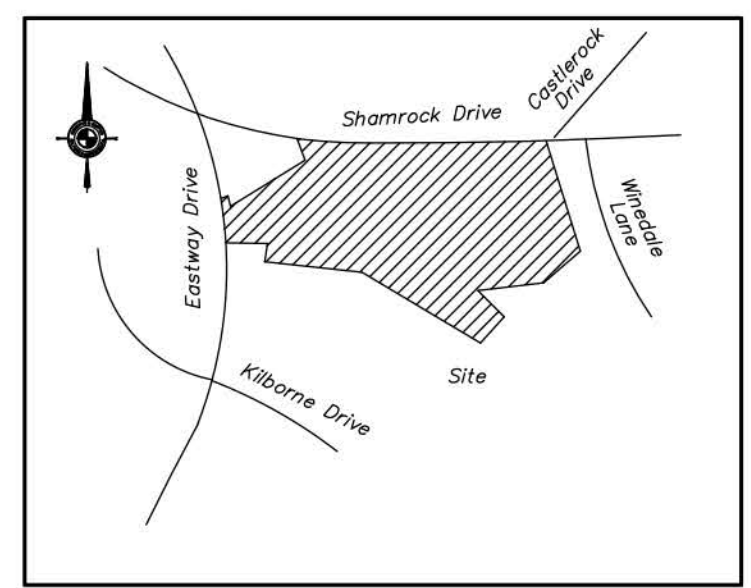 Castlerock
Drive
Shamrock Drive
Winedale
Lane
Eastway Drive
Site
Kilborne Drive